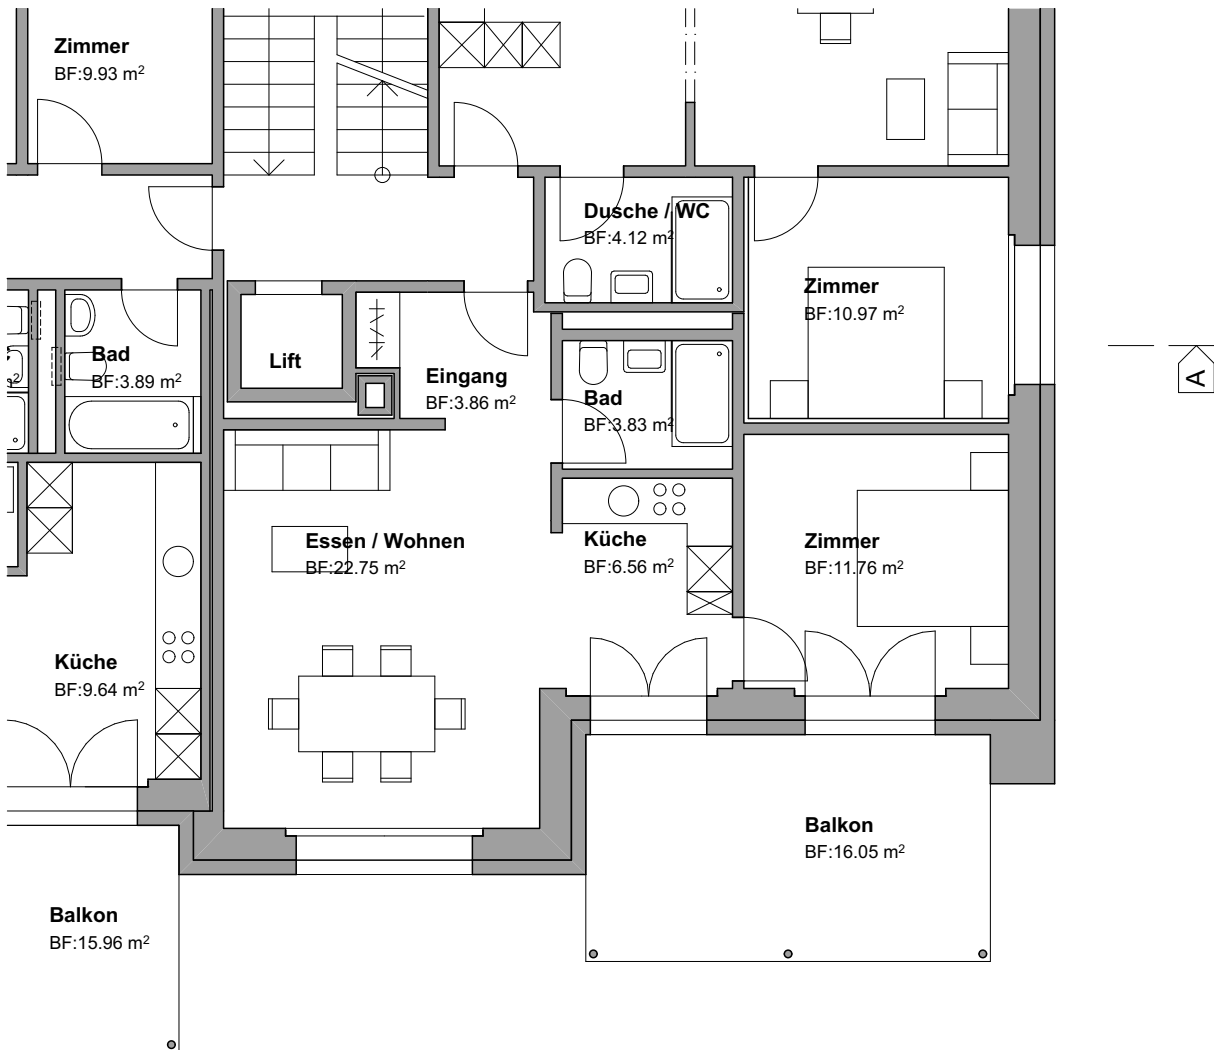 Zimmer
BF:9.93 m²
Dusche / WC
BF:4.12 m²
Zimmer
BF:10.97 m²
Bad
BF:3.89 m²
m²
Lift
Eingang
BF:3.86 m²
Bad
BF:3.83 m²
A
Essen / Wohnen
BF:22.75 m²
Küche
BF:6.56 m²
Zimmer
BF:11.76 m²
Küche
BF:9.64 m²
Balkon
BF:16.05 m²
Balkon
BF:15.96 m²